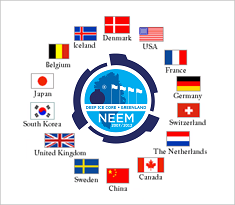 Denmark
Iceland
USA
Belgium
France
Japan
Germany
DEEP ICE CORE • GREENLAND
NEEM
2007/2012
South Korea
Switzerland
United Kingdom
The Netherlands
Sweden
Canada
China